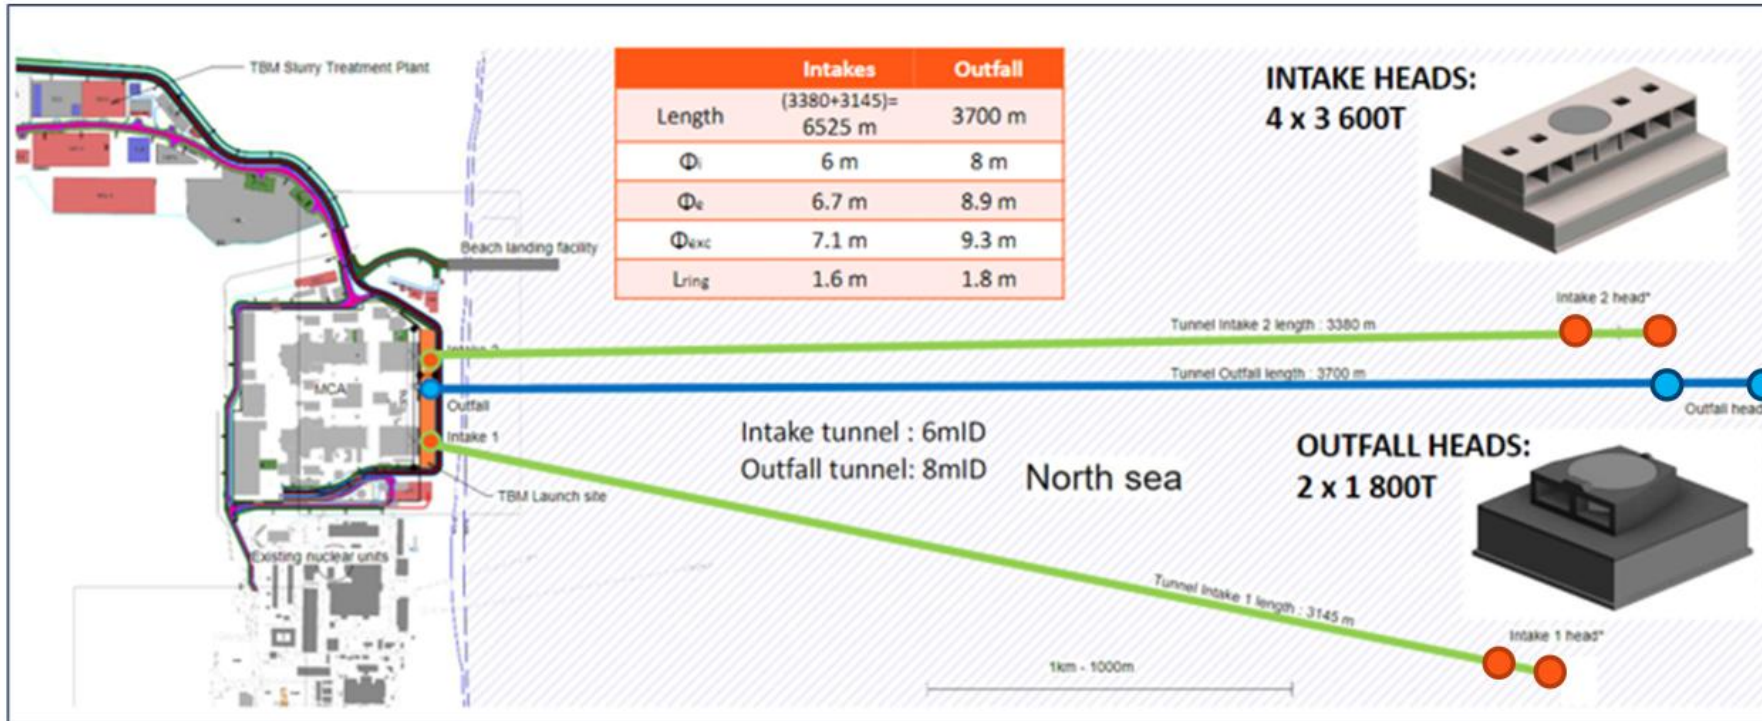 TBM Slurry Treatment Plant
Intakes Outfall
Length (3380+3145)= 6525 m 3700 m
Φi 6 m 8 m
Φe 6.7 m 8.9 m
Φexc 7.1 m 9.3 m
Lring 1.6 m 1.8 m
INTAKE HEADS:
4 x 3 600T
Beach landing facility
Intake 2 head*
Tunnel Intake 2 length : 3380 m
Intake 2
MCA
Tunnel Outfall length : 3700 m
Outfall
Outfall head
Intake 1
Intake tunnel : 6mID
Outfall tunnel: 8mID
North sea
OUTFALL HEADS:
2 x 1 800T
TBM Launch site
Existing nuclear units
Tunnel Intake 1 length : 3145 m
Intake 1 head*
1km - 1000m